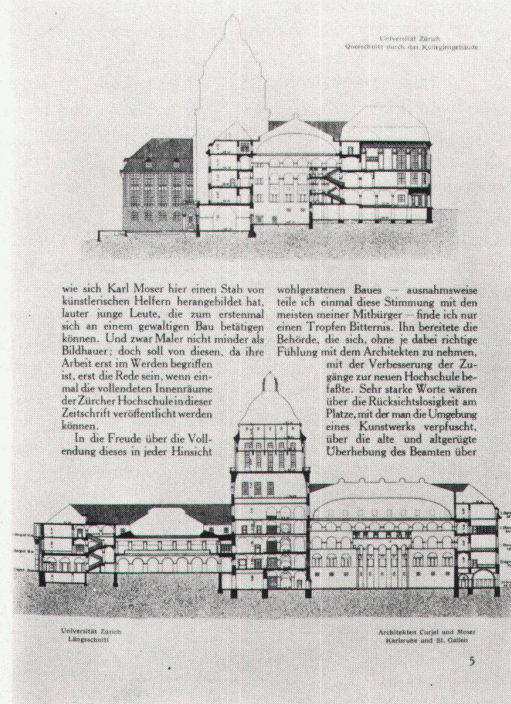 Universität Zürich
Querschnitt durch das Kollegiengebäude
wie sich Karl Moser hier einen Stab von
künstlerischen Helfern herangebildet hat,
lauter junge Leute, die zum erstenmal
sich an einem gewaltigen Bau betätigen
können. Und zwar Maler nicht minder als
Bildhauer; doch soll von diesen, da ihre
Arbeit erst im Werden begriffen
ist, erst die Rede sein, wenn ein-
mal die vollendeten Innenräume
der Zürcher Hochschule in dieser
Zeitschrift veröffentlicht werden
können.
In die Freude über die Voll-
endung dieses in jeder Hinsicht
wohlgeratenen Baues — ausnahmsweise
teile ich einmal diese Stimmung mit den
meisten meiner Mitbürger — finde ich nur
einen Tropfen Bitternis. Ihn bereitete die
Behörde, die sich, ohne je dabei richtige
Fühlung mit dem Architekten zu nehmen,
mit der Verbesserung der Zu-
gänge zur neuen Hochschule be-
faßte. Sehr starke Worte wären
über die Rücksichtslosigkeit am
Platze, mit der man die Umgebung
eines Kunstwerks verpfuscht,
über die alte und altgerügte
Überhebung des Beamten über
Universität Zürich
Längsschnitt
Architekten Curjel und Moser
Karlsruhe und St. Gallen
5